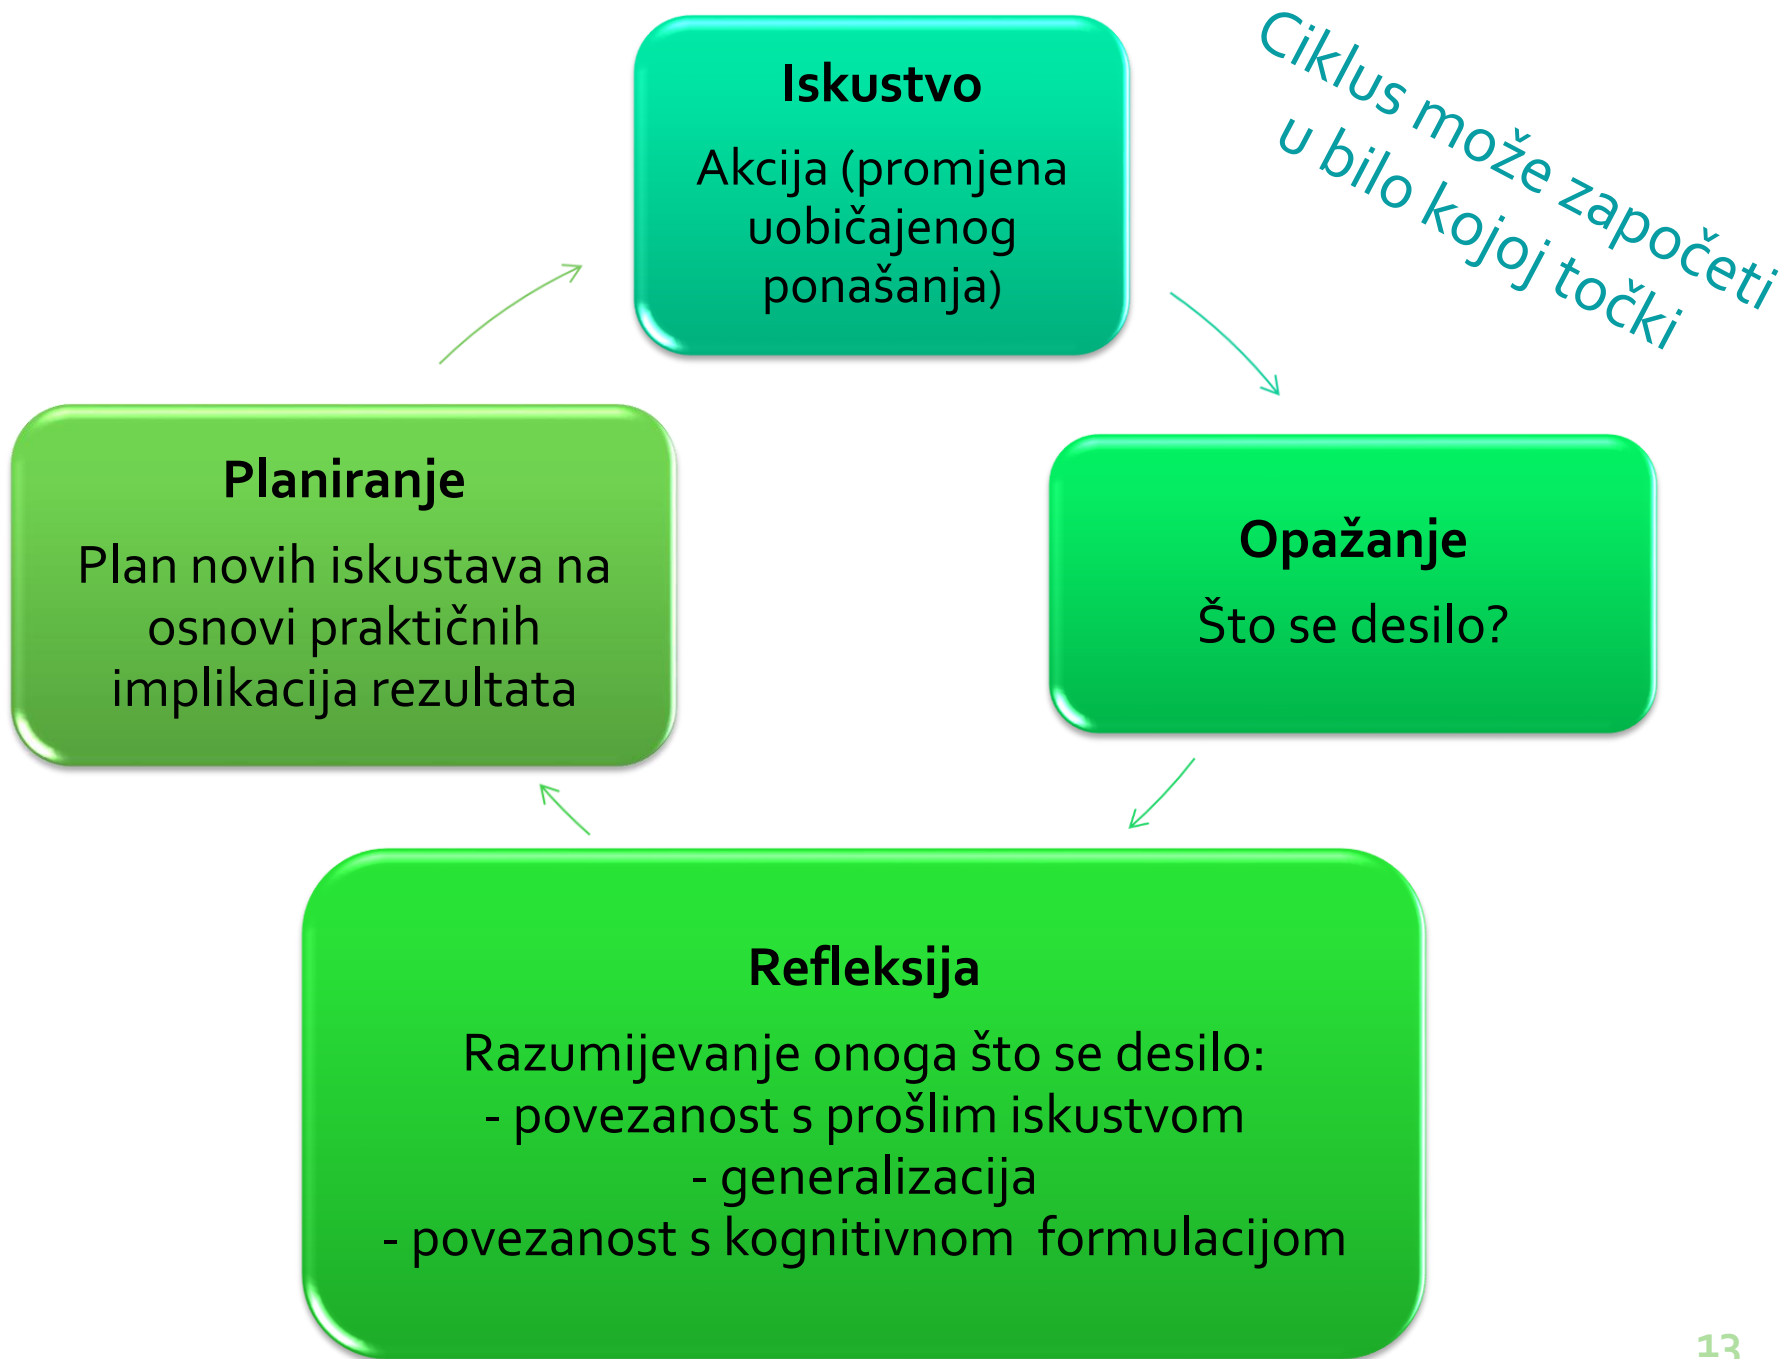 Iskustvo
Akcija (promjena
uobičajenog
ponašanja)
Ciklus može započeti
u bilo kojoj točki
Opažanje
Što se desilo?
Refleksija
Razumijevanje onoga što se desilo:
- povezanost s prošlim iskustvom
- generalizacija
- povezanost s kognitivnom formulacijom
Planiranje
Plan novih iskustava na
osnovi praktičnih
implikacija rezultata
13